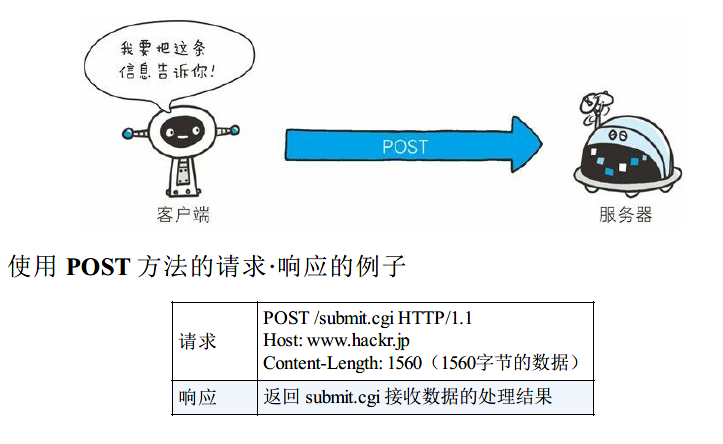 我要把这条
信息告诉你!
POST
客户端
服务器
使用 POST 方法的请求·响应的例子
请求
POST /submit.cgi HTTP/1.1
Host: www.hackr.jp
Content-Length: 1560（1560字节的数据）
响应
返回 submit.cgi 接收数据的处理结果